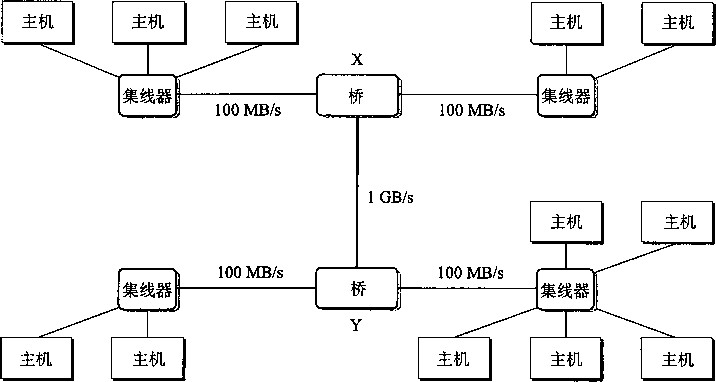 主机 主机 主机 主机 主机
X
集线器 桥 集线器
100 MB/s 100 MB/s
1 GB/s
主机 主机
100 MB/s 100 MB/s
集线器 桥 集线器
Y
主机 主机 主机 主机 主机